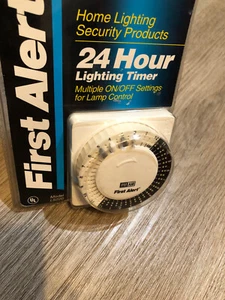 Home Lighting
Security Products
24 Hour
Lighting Timer
Multiple ON/OFF Settings
for Lamp Control
First Alert
First Alert